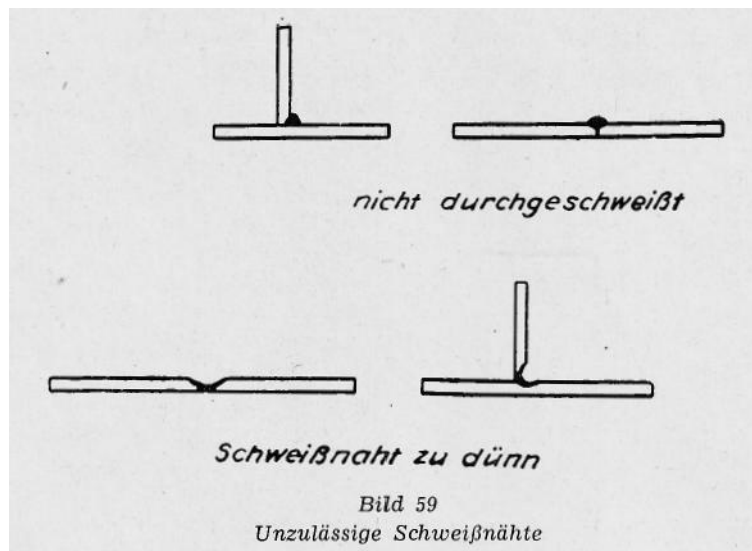 nicht durchgeschweißt
Schweißnaht zu dünn
Bild 59
Unzulässige Schweißnähte